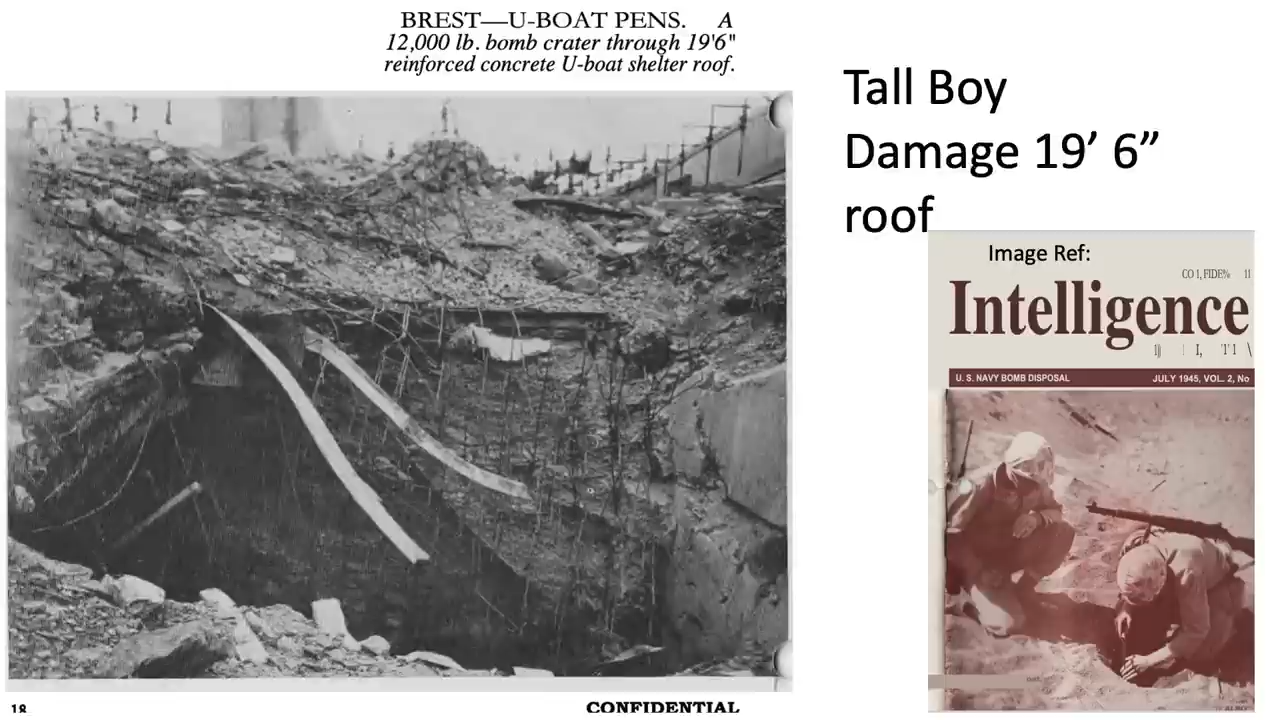 BREST—U-BOAT PENS. A
12,000 lb. bomb crater through 19'6"
reinforced concrete U-boat shelter roof.
18
CONFIDENTIAL
Tall Boy
Damage 19’ 6”
roof
Image Ref:
Intelligence
U. S. NAVY BOMB DISPOSAL
JULY 1945, VOL. 2, No